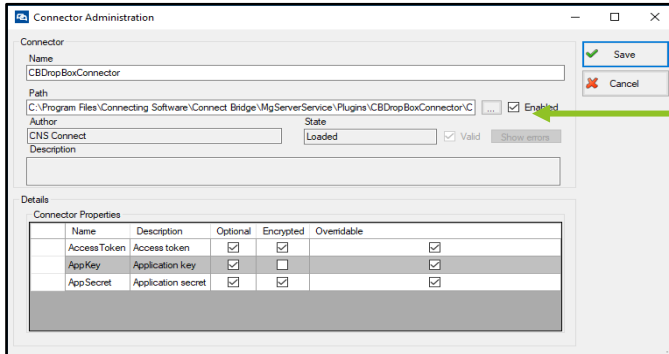 Connector Administration
Connector
Save
Name
CBDropBoxConnector
Cancel
Path
C:\Program Files\Connecting Software\Connect Bridge\MgServerService\Plugins\CBDropBoxConnector\C ... Enabled
Author State
CNS Connect Loaded Valid Show errors
Description
Details
Connector Properties
Name Description Optional Encrypted Overridable
AccessToken Access token
AppKey Application key
AppSecret Application secret